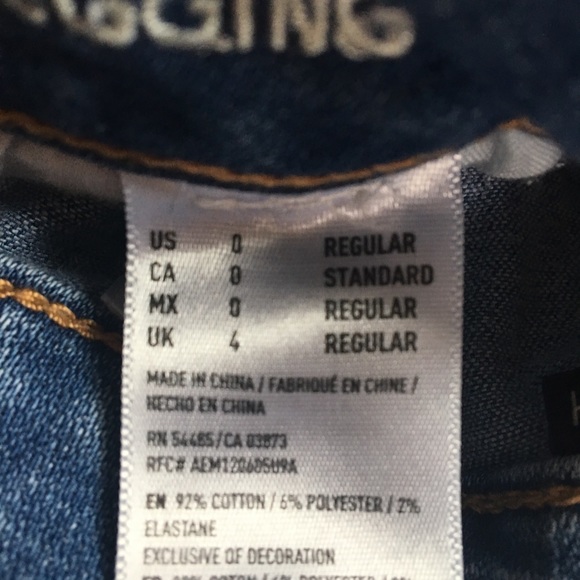 GGING
US 0 REGULAR
CA 0 STANDARD
MX 0 REGULAR
UK 4 REGULAR
MADE IN CHINA / FABRIQUÉ EN CHINE /
HECHO EN CHINA
RN 54485/CA 03873
RFC# AEM120605U9A
EN 92% COTTON / 6% POLYESTER / 2%
ELASTANE
EXCLUSIVE OF DECORATION